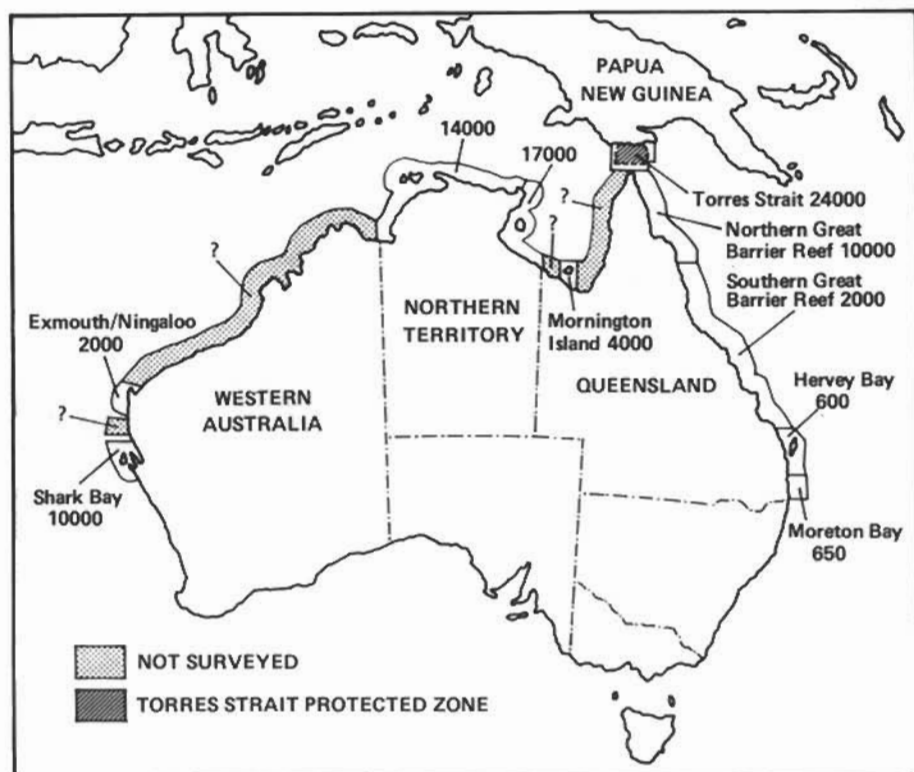 PAPUA
NEW GUINEA
14000
17000
Torres Strait 24000
Northern Great
Barrier Reef 10000
Southern Great
Barrier Reef 2000
?
?
?
Exmouth/Ningaloo
2000
NORTHERN
TERRITORY
Mornington
Island 4000
QUEENSLAND
Hervey Bay
600
WESTERN
AUSTRALIA
?
Shark Bay
10000
Moreton Bay
650
NOT SURVEYED
TORRES STRAIT PROTECTED ZONE